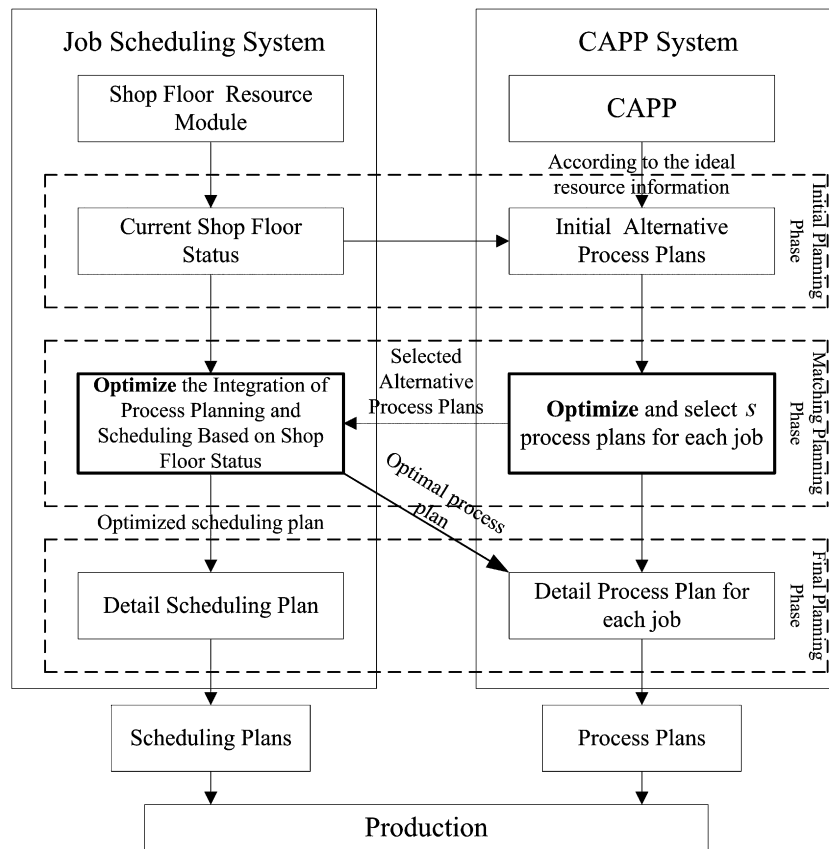 Job Scheduling System
CAPP System
Shop Floor Resource
Module
CAPP
According to the ideal
resource information
Current Shop Floor
Status
Initial Alternative
Process Plans
Initial Planning
Phase
Selected
Alternative
Process Plans
Optimize the Integration of
Process Planning and
Scheduling Based on Shop
Floor Status
Optimize and select s
process plans for each job
Matching Planning
Phase
Optimal process
plan
Optimized scheduling plan
Detail Scheduling Plan
Detail Process Plan for
each job
Final Planning
Phase
Scheduling Plans
Process Plans
Production